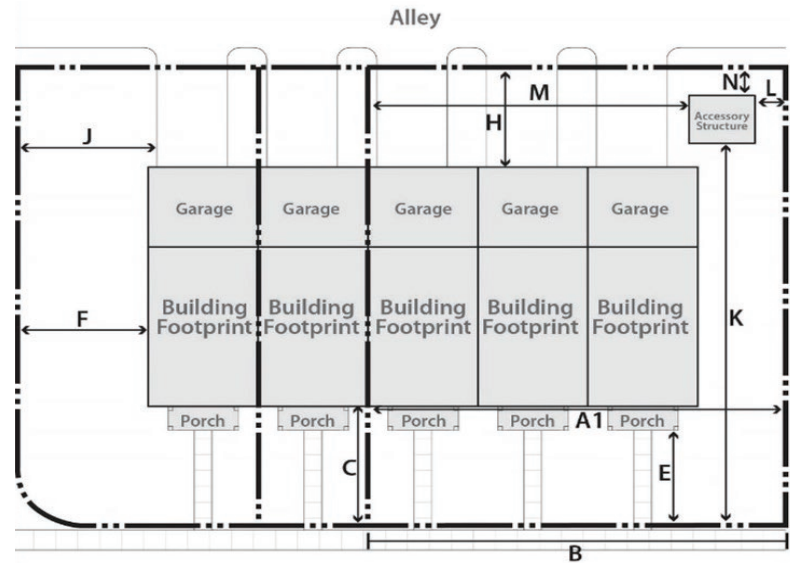 Alley
N
L
M
H
Accessory
Structure
J
Garage
Garage
Garage
Garage
Garage
Building
Footprint
Building
Footprint
Building
Footprint
Building
Footprint
Building
Footprint
F
K
Porch
Porch
Porch
Porch
Porch
A1
C
E
B